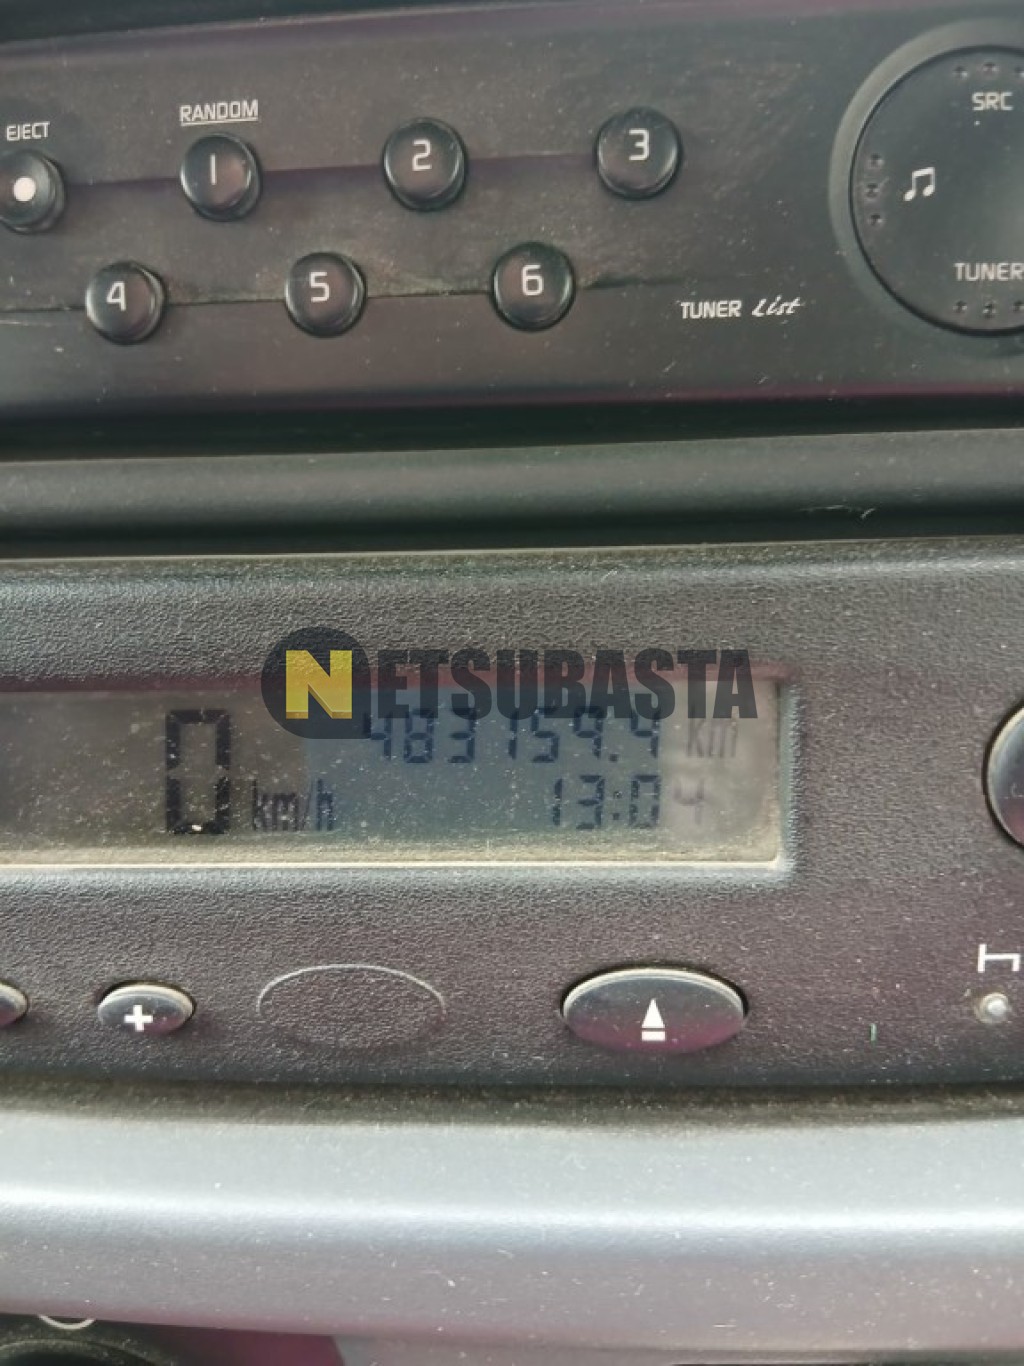 EJECT
RANDOM
1
2
3
SRC
4
5
6
TUNER List
TUNER
NETSUBASTA
483159.4 km
0 km/h
13:04
+